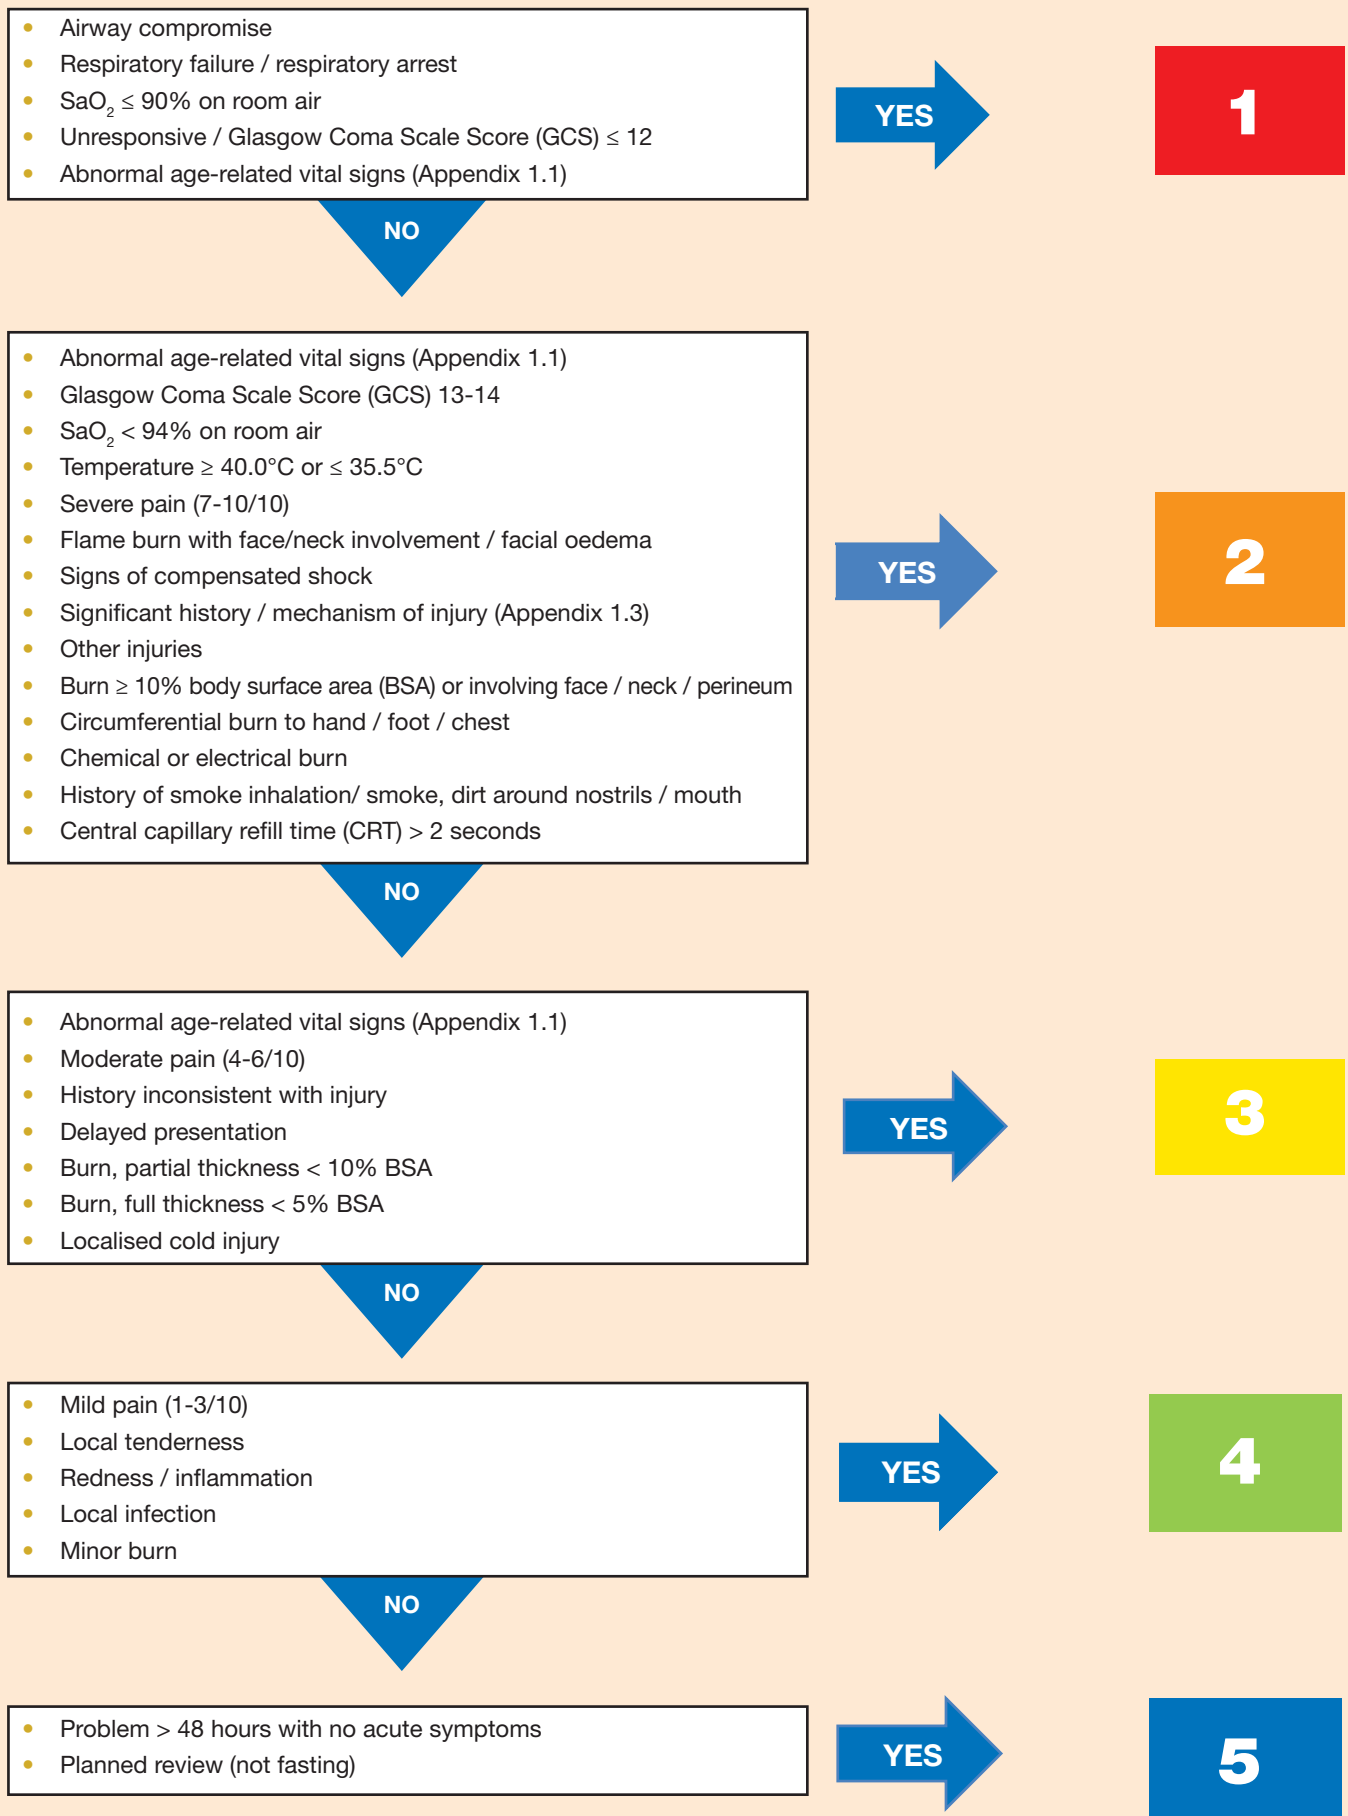 • Airway compromise
• Respiratory failure / respiratory arrest
• SaO₂ ≤ 90% on room air
• Unresponsive / Glasgow Coma Scale Score (GCS) ≤ 12
• Abnormal age-related vital signs (Appendix 1.1)
YES
1
NO
• Abnormal age-related vital signs (Appendix 1.1)
• Glasgow Coma Scale Score (GCS) 13-14
• SaO₂ < 94% on room air
• Temperature ≥ 40.0°C or ≤ 35.5°C
• Severe pain (7-10/10)
• Flame burn with face/neck involvement / facial oedema
• Signs of compensated shock
• Significant history / mechanism of injury (Appendix 1.3)
• Other injuries
• Burn ≥ 10% body surface area (BSA) or involving face / neck / perineum
• Circumferential burn to hand / foot / chest
• Chemical or electrical burn
• History of smoke inhalation/ smoke, dirt around nostrils / mouth
• Central capillary refill time (CRT) > 2 seconds
YES
2
NO
• Abnormal age-related vital signs (Appendix 1.1)
• Moderate pain (4-6/10)
• History inconsistent with injury
• Delayed presentation
• Burn, partial thickness < 10% BSA
• Burn, full thickness < 5% BSA
• Localised cold injury
YES
3
NO
• Mild pain (1-3/10)
• Local tenderness
• Redness / inflammation
• Local infection
• Minor burn
YES
4
NO
• Problem > 48 hours with no acute symptoms
• Planned review (not fasting)
YES
5